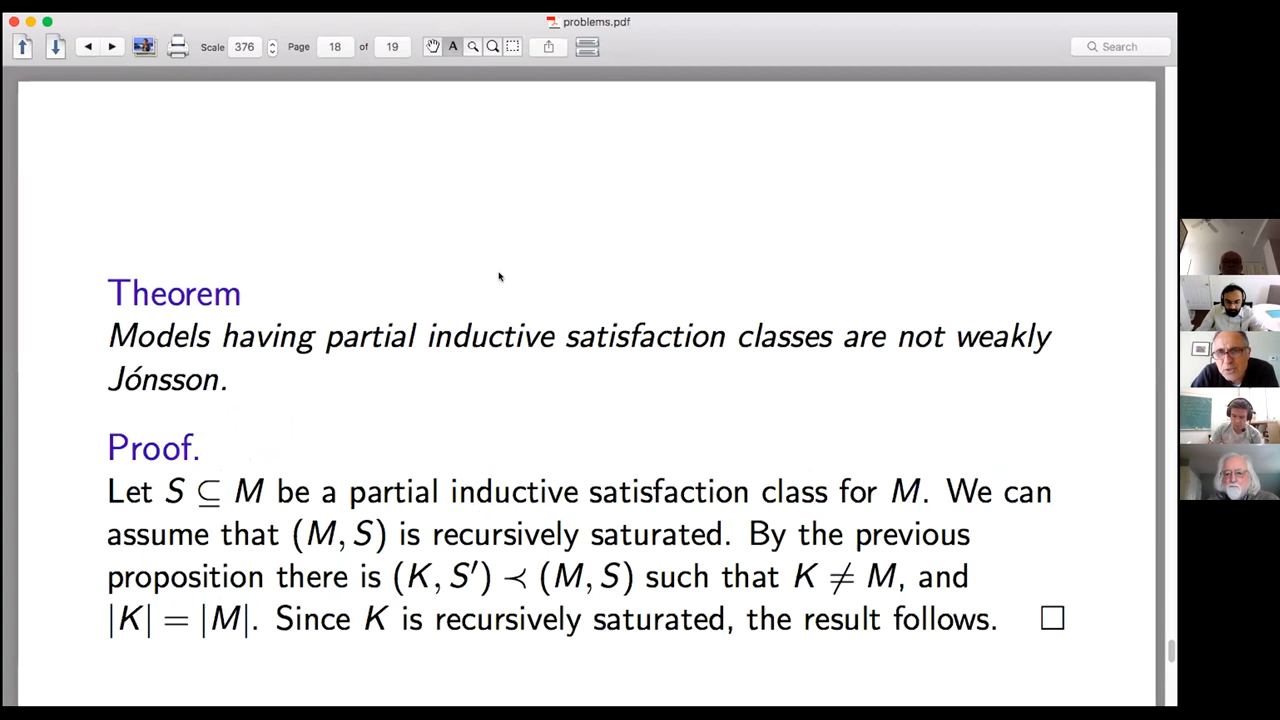 problems.pdf
Scale 376 Page 18 of 19 A Search
Theorem
Models having partial inductive satisfaction classes are not weakly
Jónsson.
Proof.
Let S ⊆ M be a partial inductive satisfaction class for M. We can
assume that (M, S) is recursively saturated. By the previous
proposition there is (K, S′) ≺ (M, S) such that K ≠ M, and
|K| = |M|. Since K is recursively saturated, the result follows. □